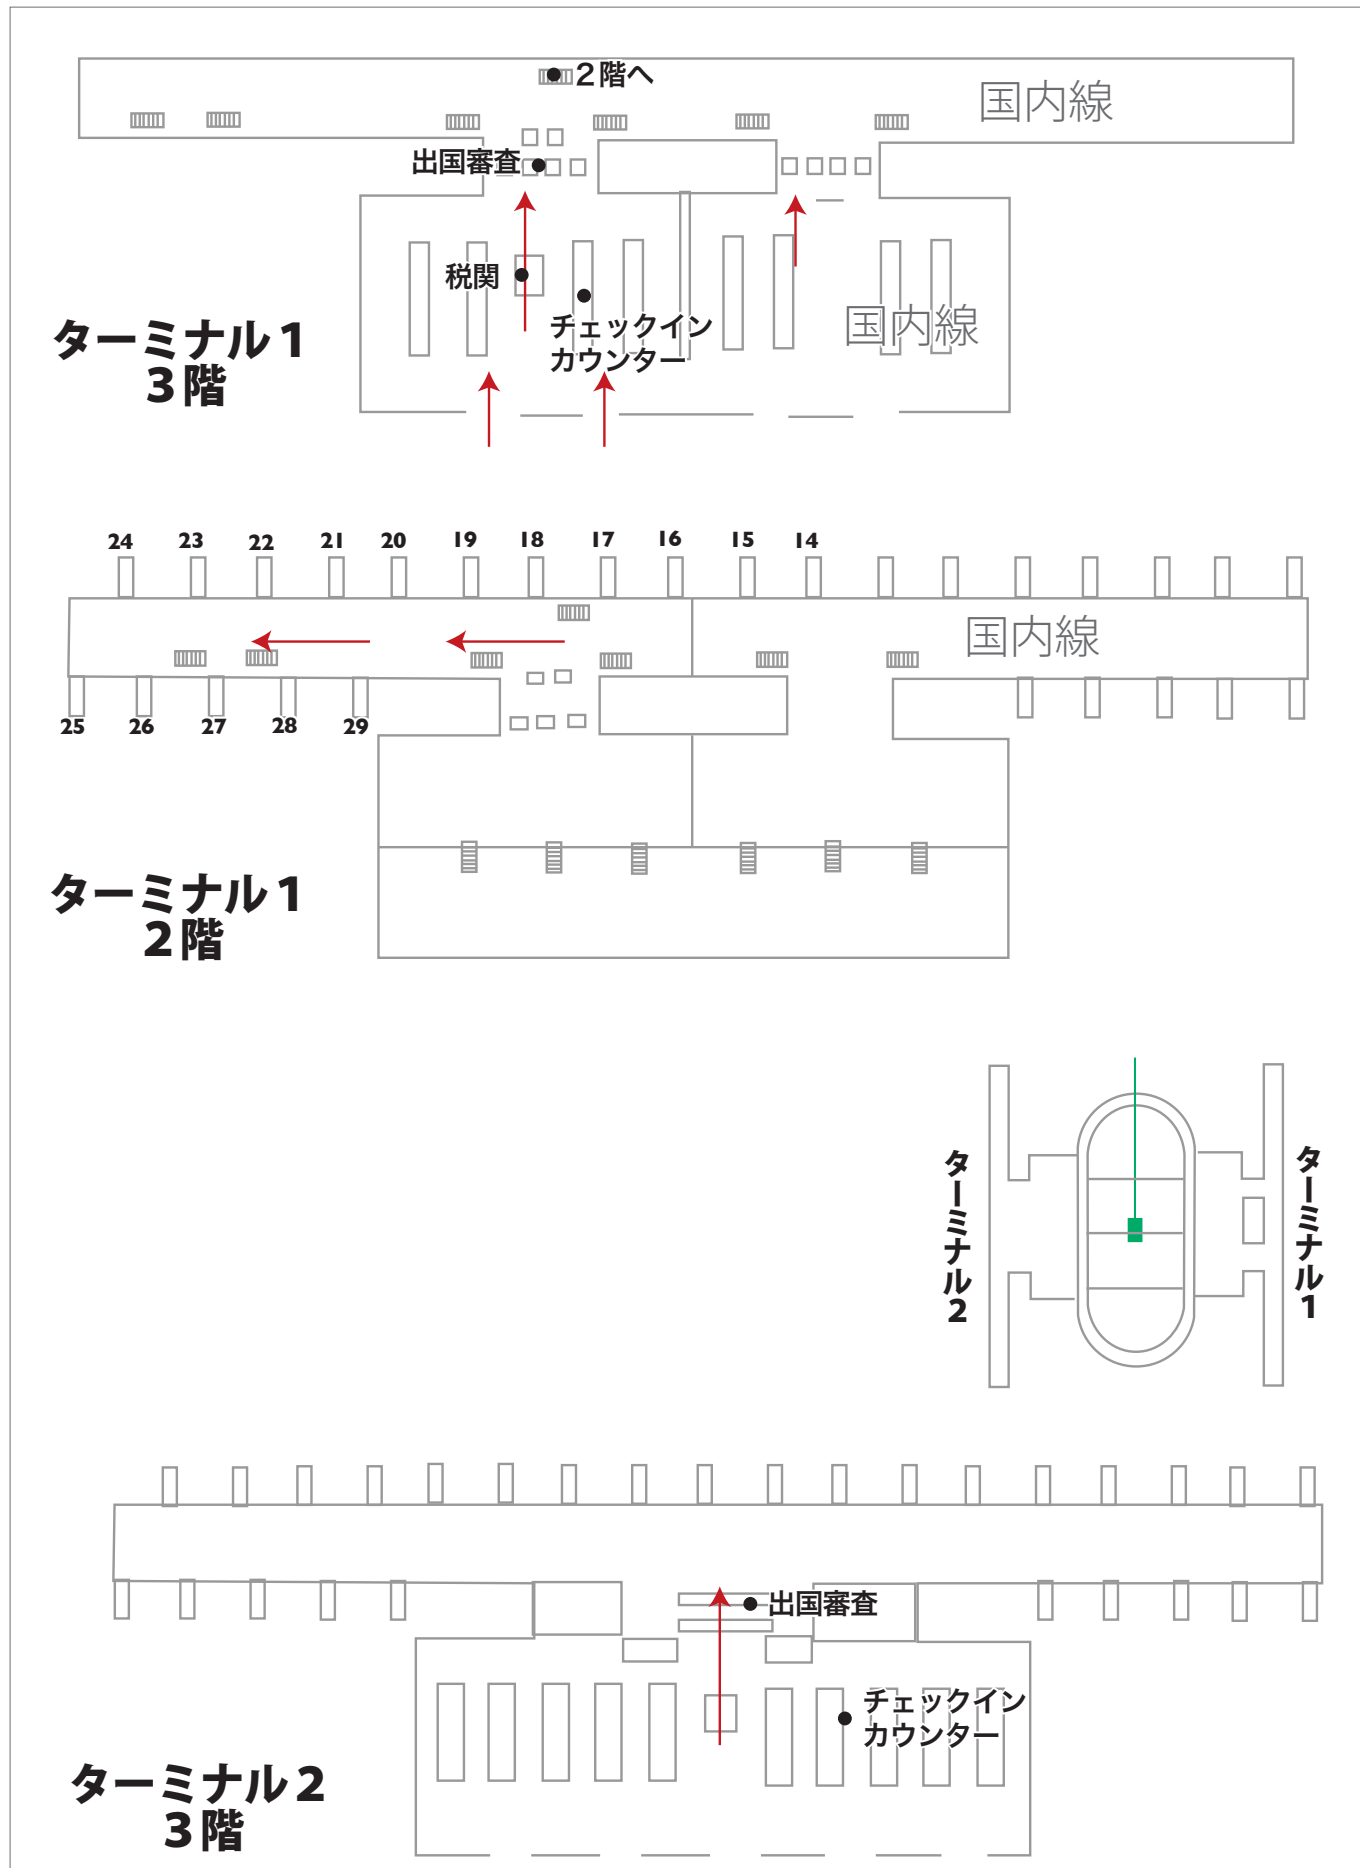 ２階へ
国内線
出国審査
税関
チェックイン
カウンター
国内線
ターミナル１
３階
24 23 22 21 20 19 18 17 16 15 14
国内線
25 26 27 28 29
ターミナル１
２階
ターミナル２
ターミナル１
出国審査
チェックイン
カウンター
ターミナル２
３階